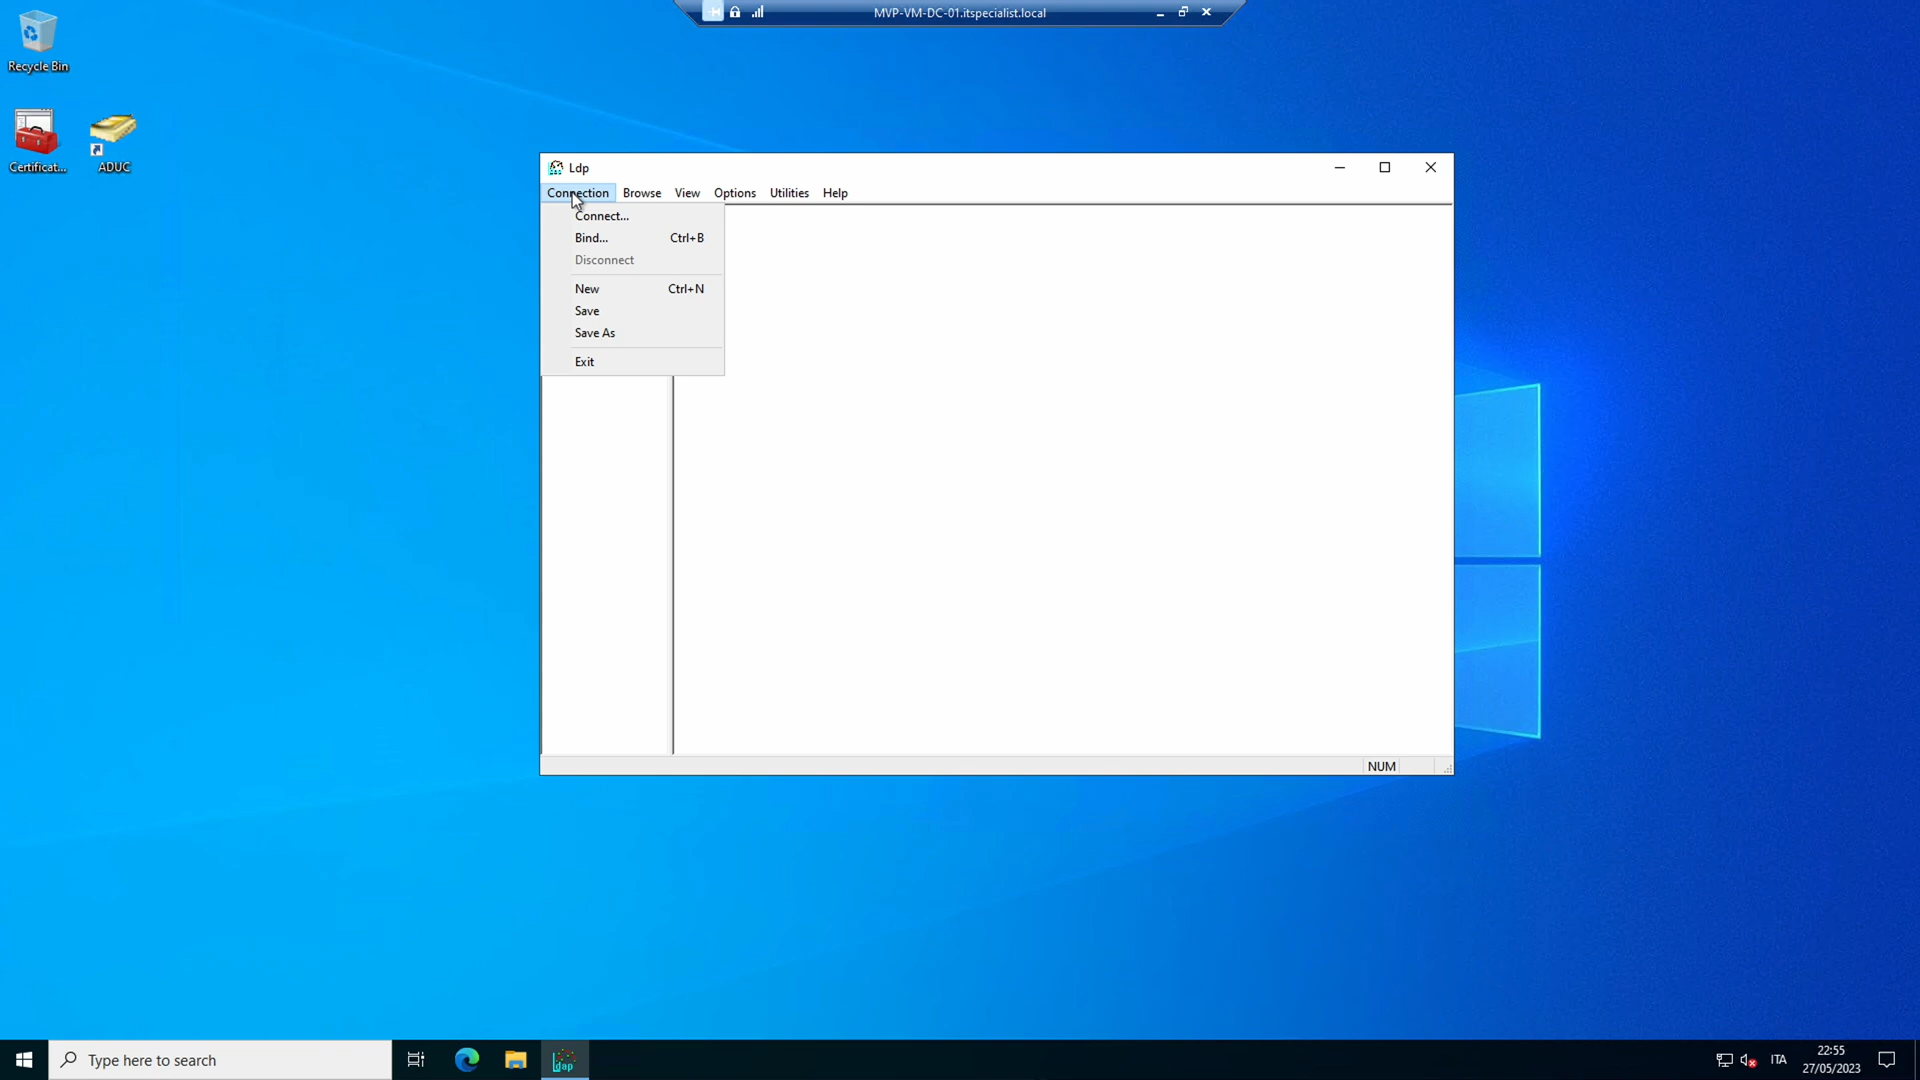 MVP-VM-DC-01.itspecialist.local
Recycle Bin
Certificat...
ADUC
Ldp
Connection Browse View Options Utilities Help
Connect...
Bind... Ctrl+B
Disconnect
New Ctrl+N
Save
Save As
Exit
NUM
Type here to search
ldap
ITA
22:55
27/05/2023